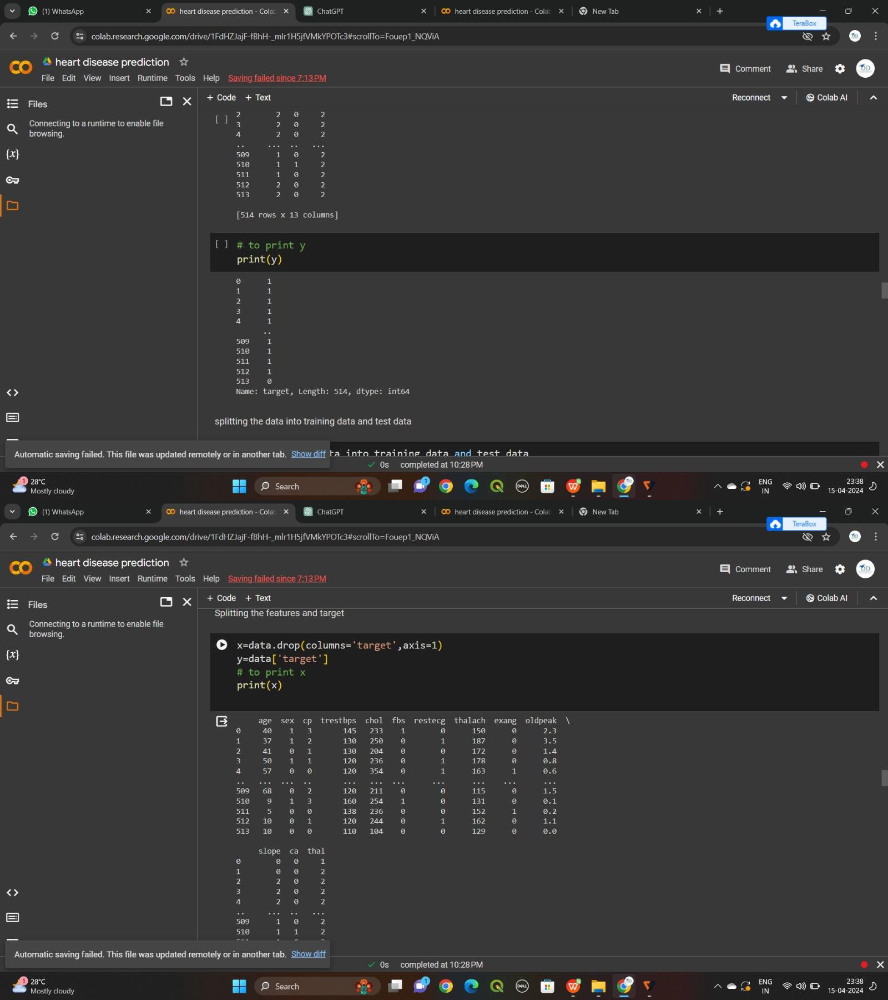 (1) WhatsApp
heart disease prediction - Colab
ChatGPT
heart disease prediction - Colab
New Tab
TeraBox
colab.research.google.com/drive/1FdHZJajF-fBhH-_mlr1H5jfVMkYPOTc3#scrollTo=Fouep1_NQViA
heart disease prediction
Comment Share
File Edit View Insert Runtime Tools Help Saving failed since 7:13 PM
Files
+ Code + Text
Reconnect Colab AI
Connecting to a runtime to enable file
browsing.
[ ] 2 2 0 2
3 2 0 2
4 2 0 2
.. ... .. ...
509 1 0 2
510 1 1 2
511 1 0 2
512 2 0 2
513 2 0 2
[514 rows x 13 columns]
[ ] # to print y
print(y)
0 1
1 1
2 1
3 1
4 1
..
509 1
510 1
511 1
512 1
513 0
Name: target, Length: 514, dtype: int64
splitting the data into training data and test data
ta into training data and test data
Automatic saving failed. This file was updated remotely or in another tab. Show diff
0s completed at 10:28 PM
1 28°C
Mostly cloudy
Search
1
DELL
ENG
IN
23:38
15-04-2024
(1) WhatsApp
heart disease prediction - Colab
ChatGPT
heart disease prediction - Colab
New Tab
TeraBox
colab.research.google.com/drive/1FdHZJajF-fBhH-_mlr1H5jfVMkYPOTc3#scrollTo=Fouep1_NQViA
heart disease prediction
Comment Share
File Edit View Insert Runtime Tools Help Saving failed since 7:13 PM
Files
+ Code + Text
Reconnect Colab AI
Connecting to a runtime to enable file
browsing.
Splitting the features and target
x=data.drop(columns='target',axis=1)
y=data['target']
# to print x
print(x)
age sex cp trestbps chol fbs restecg thalach exang oldpeak \
0 40 1 3 145 233 1 0 150 0 2.3
1 37 1 2 130 250 0 1 187 0 3.5
2 41 0 1 130 204 0 0 172 0 1.4
3 50 1 1 120 236 0 1 178 0 0.8
4 57 0 0 120 354 0 1 163 1 0.6
.. ... ... .. ... ... ... ... ... ... ...
509 68 0 2 120 211 0 0 115 0 1.5
510 9 1 3 160 254 1 0 131 0 0.1
511 5 0 0 138 236 0 0 152 1 0.2
512 10 0 1 120 244 0 1 162 0 1.1
513 10 0 0 110 104 0 0 129 0 0.0
slope ca thal
0 0 0 1
1 0 0 2
2 2 0 2
3 2 0 2
4 2 0 2
.. ... .. ...
509 1 0 2
510 1 1 2
Automatic saving failed. This file was updated remotely or in another tab. Show diff
0s completed at 10:28 PM
1 28°C
Mostly cloudy
Search
1
DELL
ENG
IN
23:38
15-04-2024